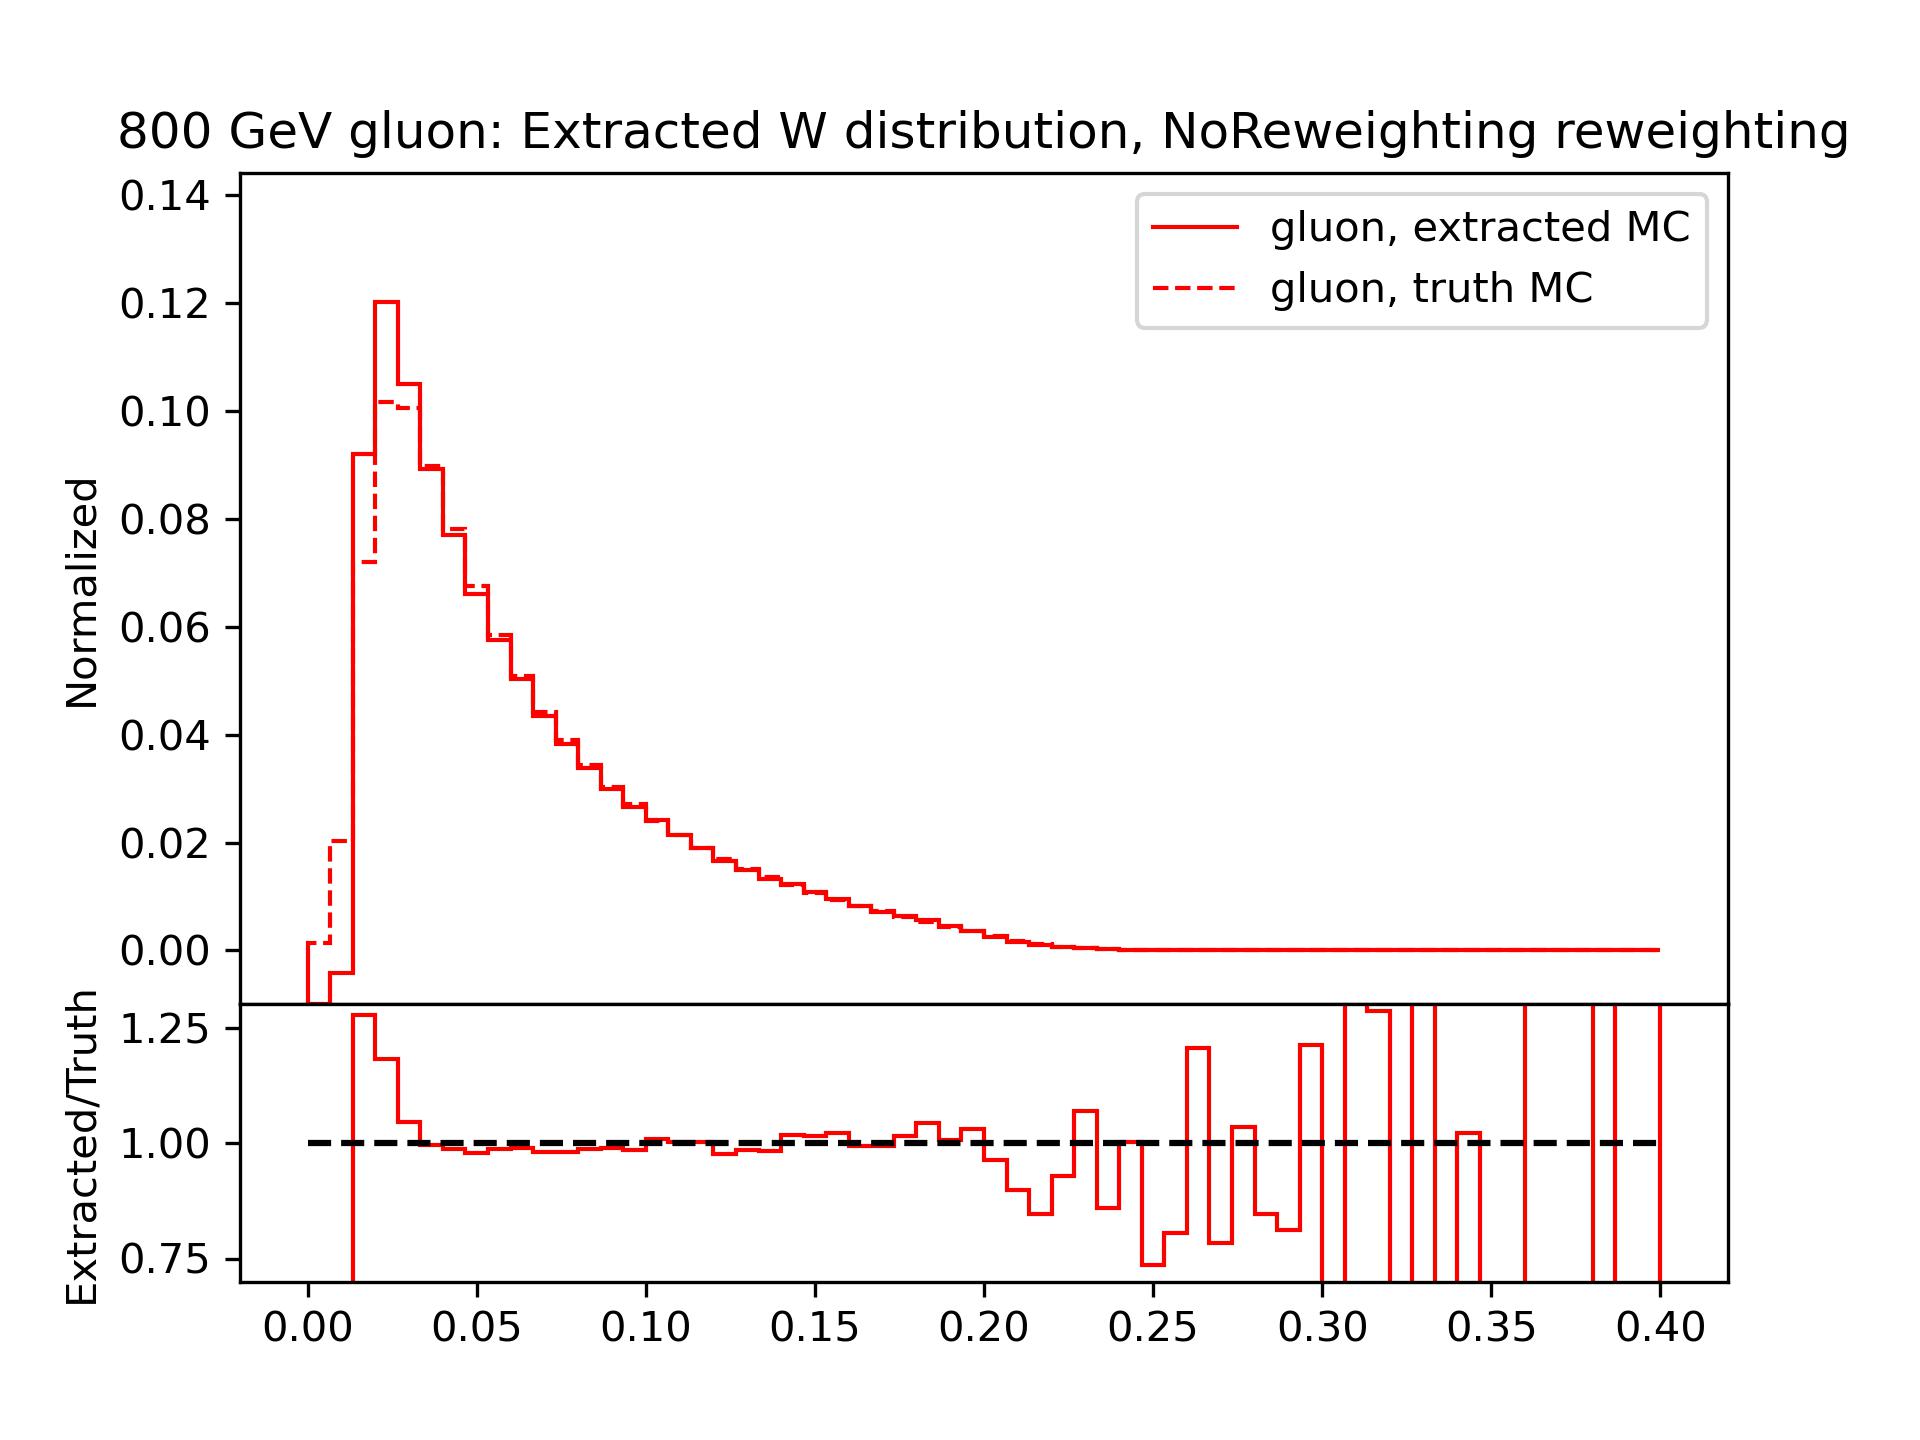 800 GeV gluon: Extracted W distribution, NoReweighting reweighting
gluon, extracted MC
gluon, truth MC
Normalized
0.14
0.12
0.10
0.08
0.06
0.04
0.02
0.00
Extracted/Truth
1.25
1.00
0.75
0.00 0.05 0.10 0.15 0.20 0.25 0.30 0.35 0.40